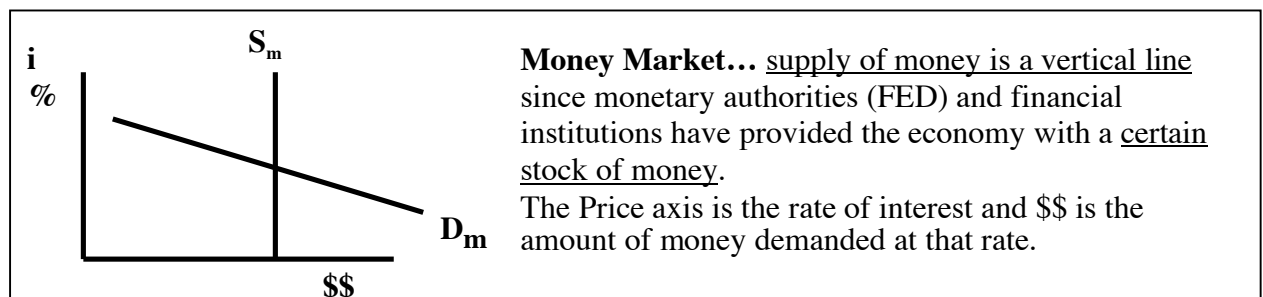 S_m
i
%
D_m
$$
Money Market… supply of money is a vertical line
since monetary authorities (FED) and financial
institutions have provided the economy with a certain
stock of money.
The Price axis is the rate of interest and $$ is the
amount of money demanded at that rate.